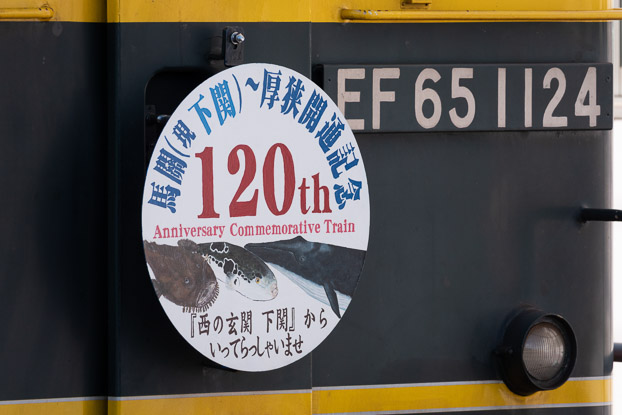 馬關(現 下関)~厚狭開通記念
EF 65 1124
120th
Anniversary Commemorative Train
『西の玄関 下関』から
いってらっしゃいませ